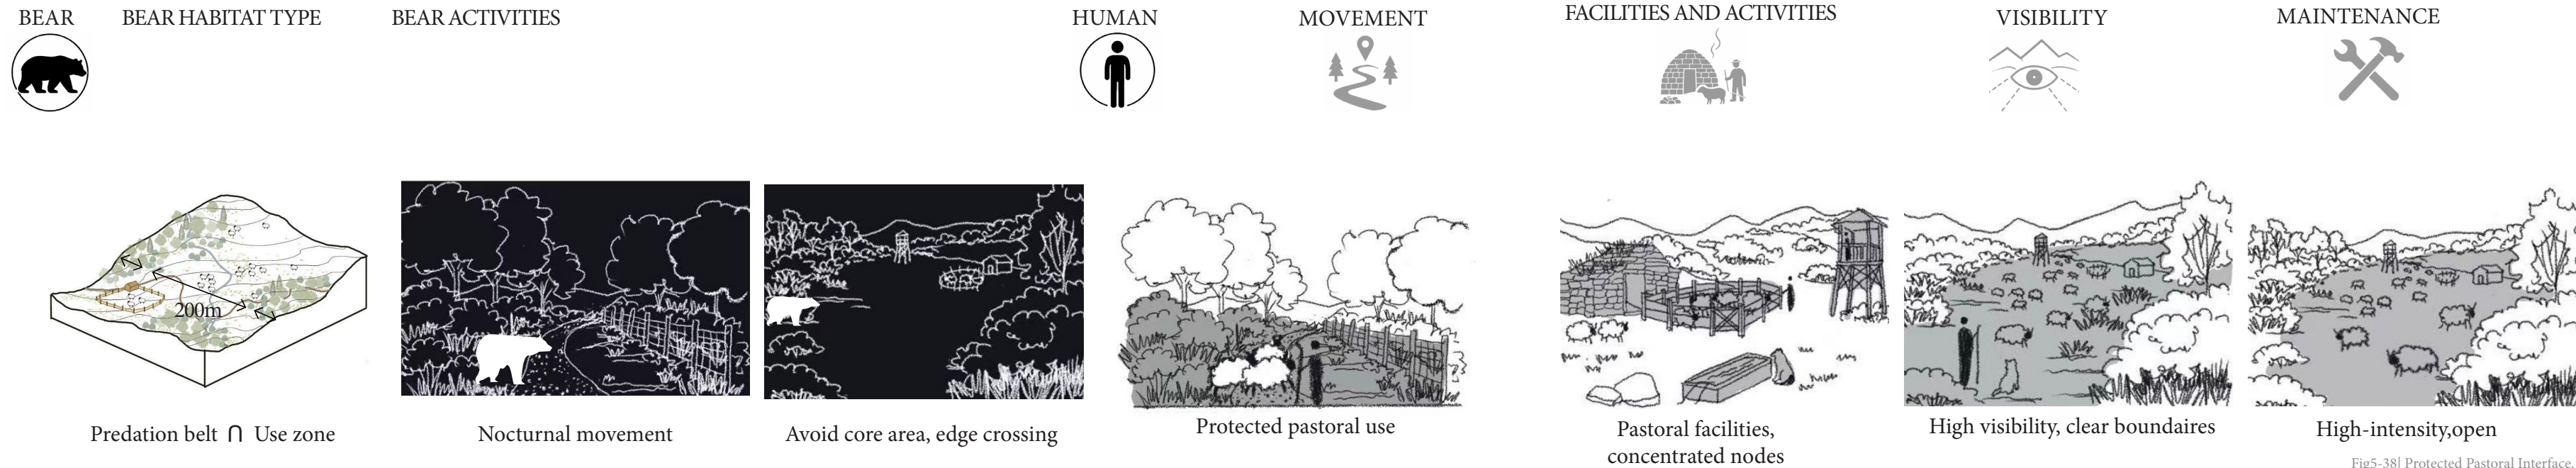 BEAR
BEAR HABITAT TYPE
BEAR ACTIVITIES
HUMAN
MOVEMENT
FACILITIES AND ACTIVITIES
VISIBILITY
MAINTENANCE
200m
Predation belt ∩ Use zone
Nocturnal movement
Avoid core area, edge crossing
Protected pastoral use
Pastoral facilities,
concentrated nodes
High visibility, clear boundaires
High-intensity,open
Fig5-38| Protected Pastoral Interface.